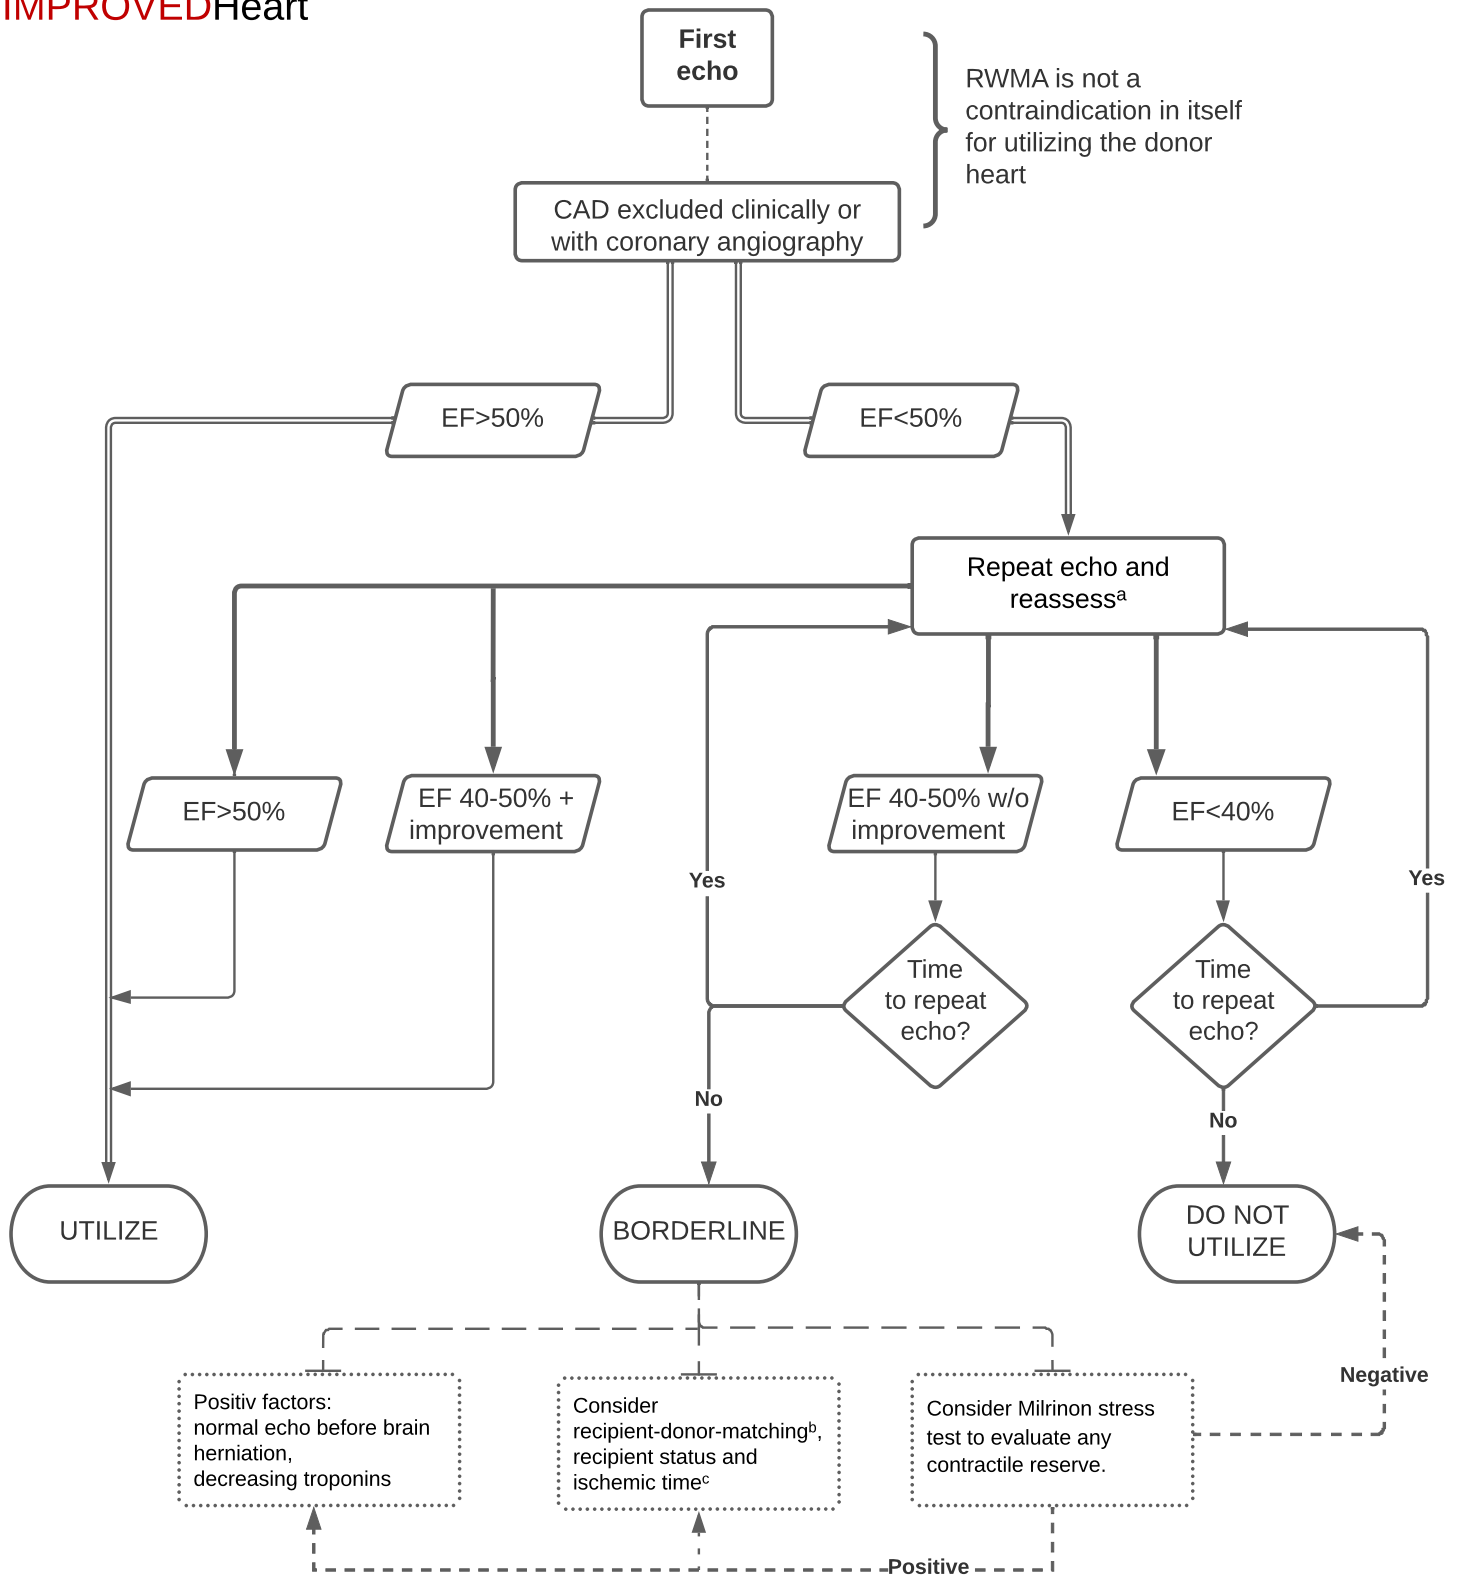 IMPROVEDHeart
First
echo
RWMA is not a
contraindication in itself
for utilizing the donor
heart
CAD excluded clinically or
with coronary angiography
EF>50%
EF<50%
Repeat echo and
reassessᵃ
EF>50%
EF 40-50% +
improvement
EF 40-50% w/o
improvement
EF<40%
Yes
Yes
Time
to repeat
echo?
Time
to repeat
echo?
No
No
UTILIZE
BORDERLINE
DO NOT
UTILIZE
Negative
Positiv factors:
normal echo before brain
herniation,
decreasing troponins
Consider
recipient-donor-matchingᵇ,
recipient status and
ischemic timeᶜ
Consider Milrinon stress
test to evaluate any
contractile reserve.
Positive